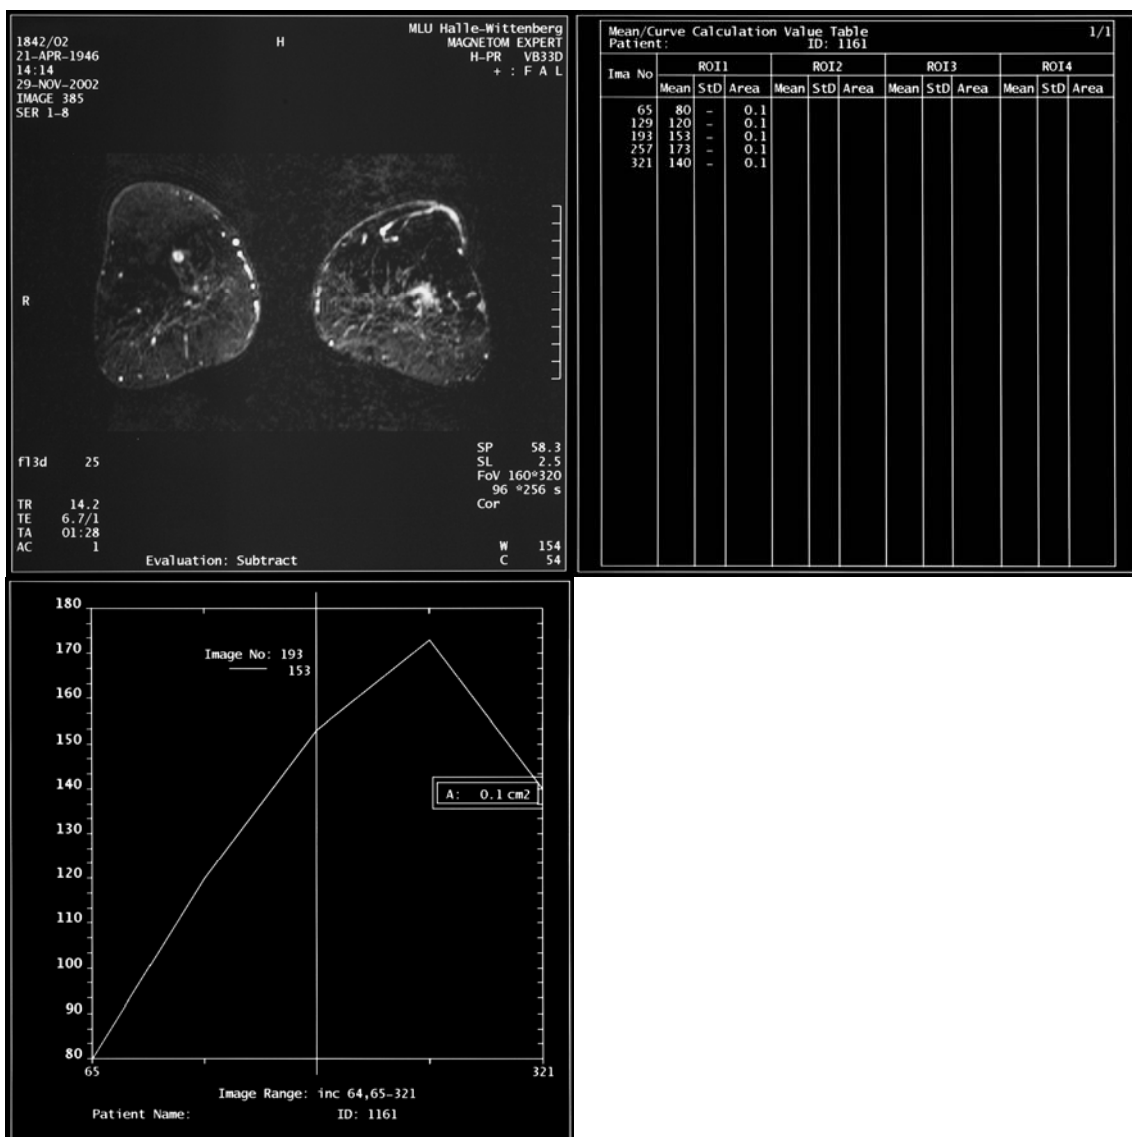 1842/02
21-APR-1946
14:14
29-NOV-2002
IMAGE 385
SER 1-8
H
MLU Halle-Wittenberg
MAGNETOM EXPERT
H-PR VB33D
+ : F A L
R
fl3d 25
TR 14.2
TE 6.7/1
TA 01:28
AC 1
Evaluation: Subtract
SP 58.3
SL 2.5
FoV 160*320
96 *256 s
Cor
W 154
C 54
Mean/Curve Calculation Value Table 1/1
Patient: ID: 1161
Ima No ROI1 ROI2 ROI3 ROI4
Mean StD Area Mean StD Area Mean StD Area Mean StD Area
65 80 - 0.1
129 120 - 0.1
193 153 - 0.1
257 173 - 0.1
321 140 - 0.1
180
170
160
150
140
130
120
110
100
90
80
Image No: 193
153
A: 0.1 cm2
65 321
Image Range: inc 64,65-321
Patient Name: ID: 1161